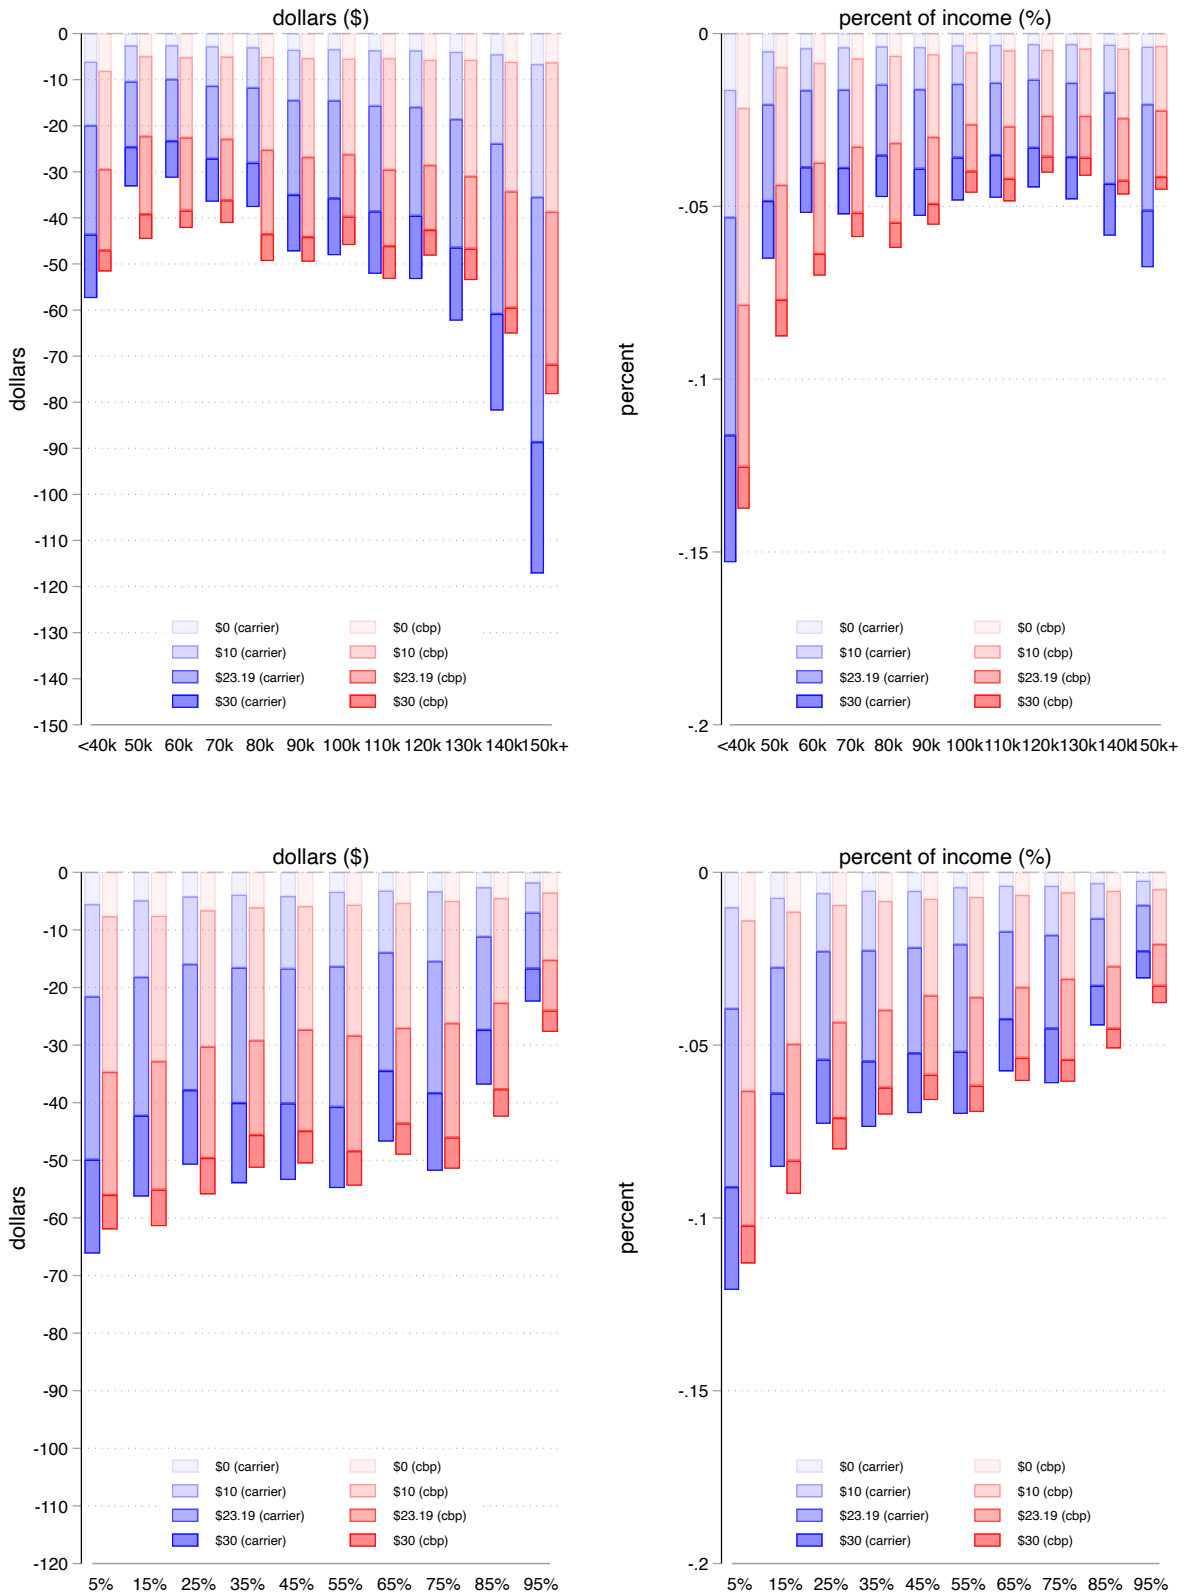 dollars ($)
percent of income (%)
0
-10
-20
-30
-40
-50
-60
-70
-80
-90
-100
-110
-120
-130
-140
-150
dollars
$0 (carrier) $0 (cbp)
$10 (carrier) $10 (cbp)
$23.19 (carrier) $23.19 (cbp)
$30 (carrier) $30 (cbp)
<40k 50k 60k 70k 80k 90k 100k 110k 120k 130k 140k 150k+
0
-.05
-.1
-.15
-.2
percent
$0 (carrier) $0 (cbp)
$10 (carrier) $10 (cbp)
$23.19 (carrier) $23.19 (cbp)
$30 (carrier) $30 (cbp)
<40k 50k 60k 70k 80k 90k 100k 110k 120k 130k 140k 150k+
dollars ($)
percent of income (%)
0
-10
-20
-30
-40
-50
-60
-70
-80
-90
-100
-110
-120
dollars
$0 (carrier) $0 (cbp)
$10 (carrier) $10 (cbp)
$23.19 (carrier) $23.19 (cbp)
$30 (carrier) $30 (cbp)
5% 15% 25% 35% 45% 55% 65% 75% 85% 95%
0
-.05
-.1
-.15
-.2
percent
$0 (carrier) $0 (cbp)
$10 (carrier) $10 (cbp)
$23.19 (carrier) $23.19 (cbp)
$30 (carrier) $30 (cbp)
5% 15% 25% 35% 45% 55% 65% 75% 85% 95%